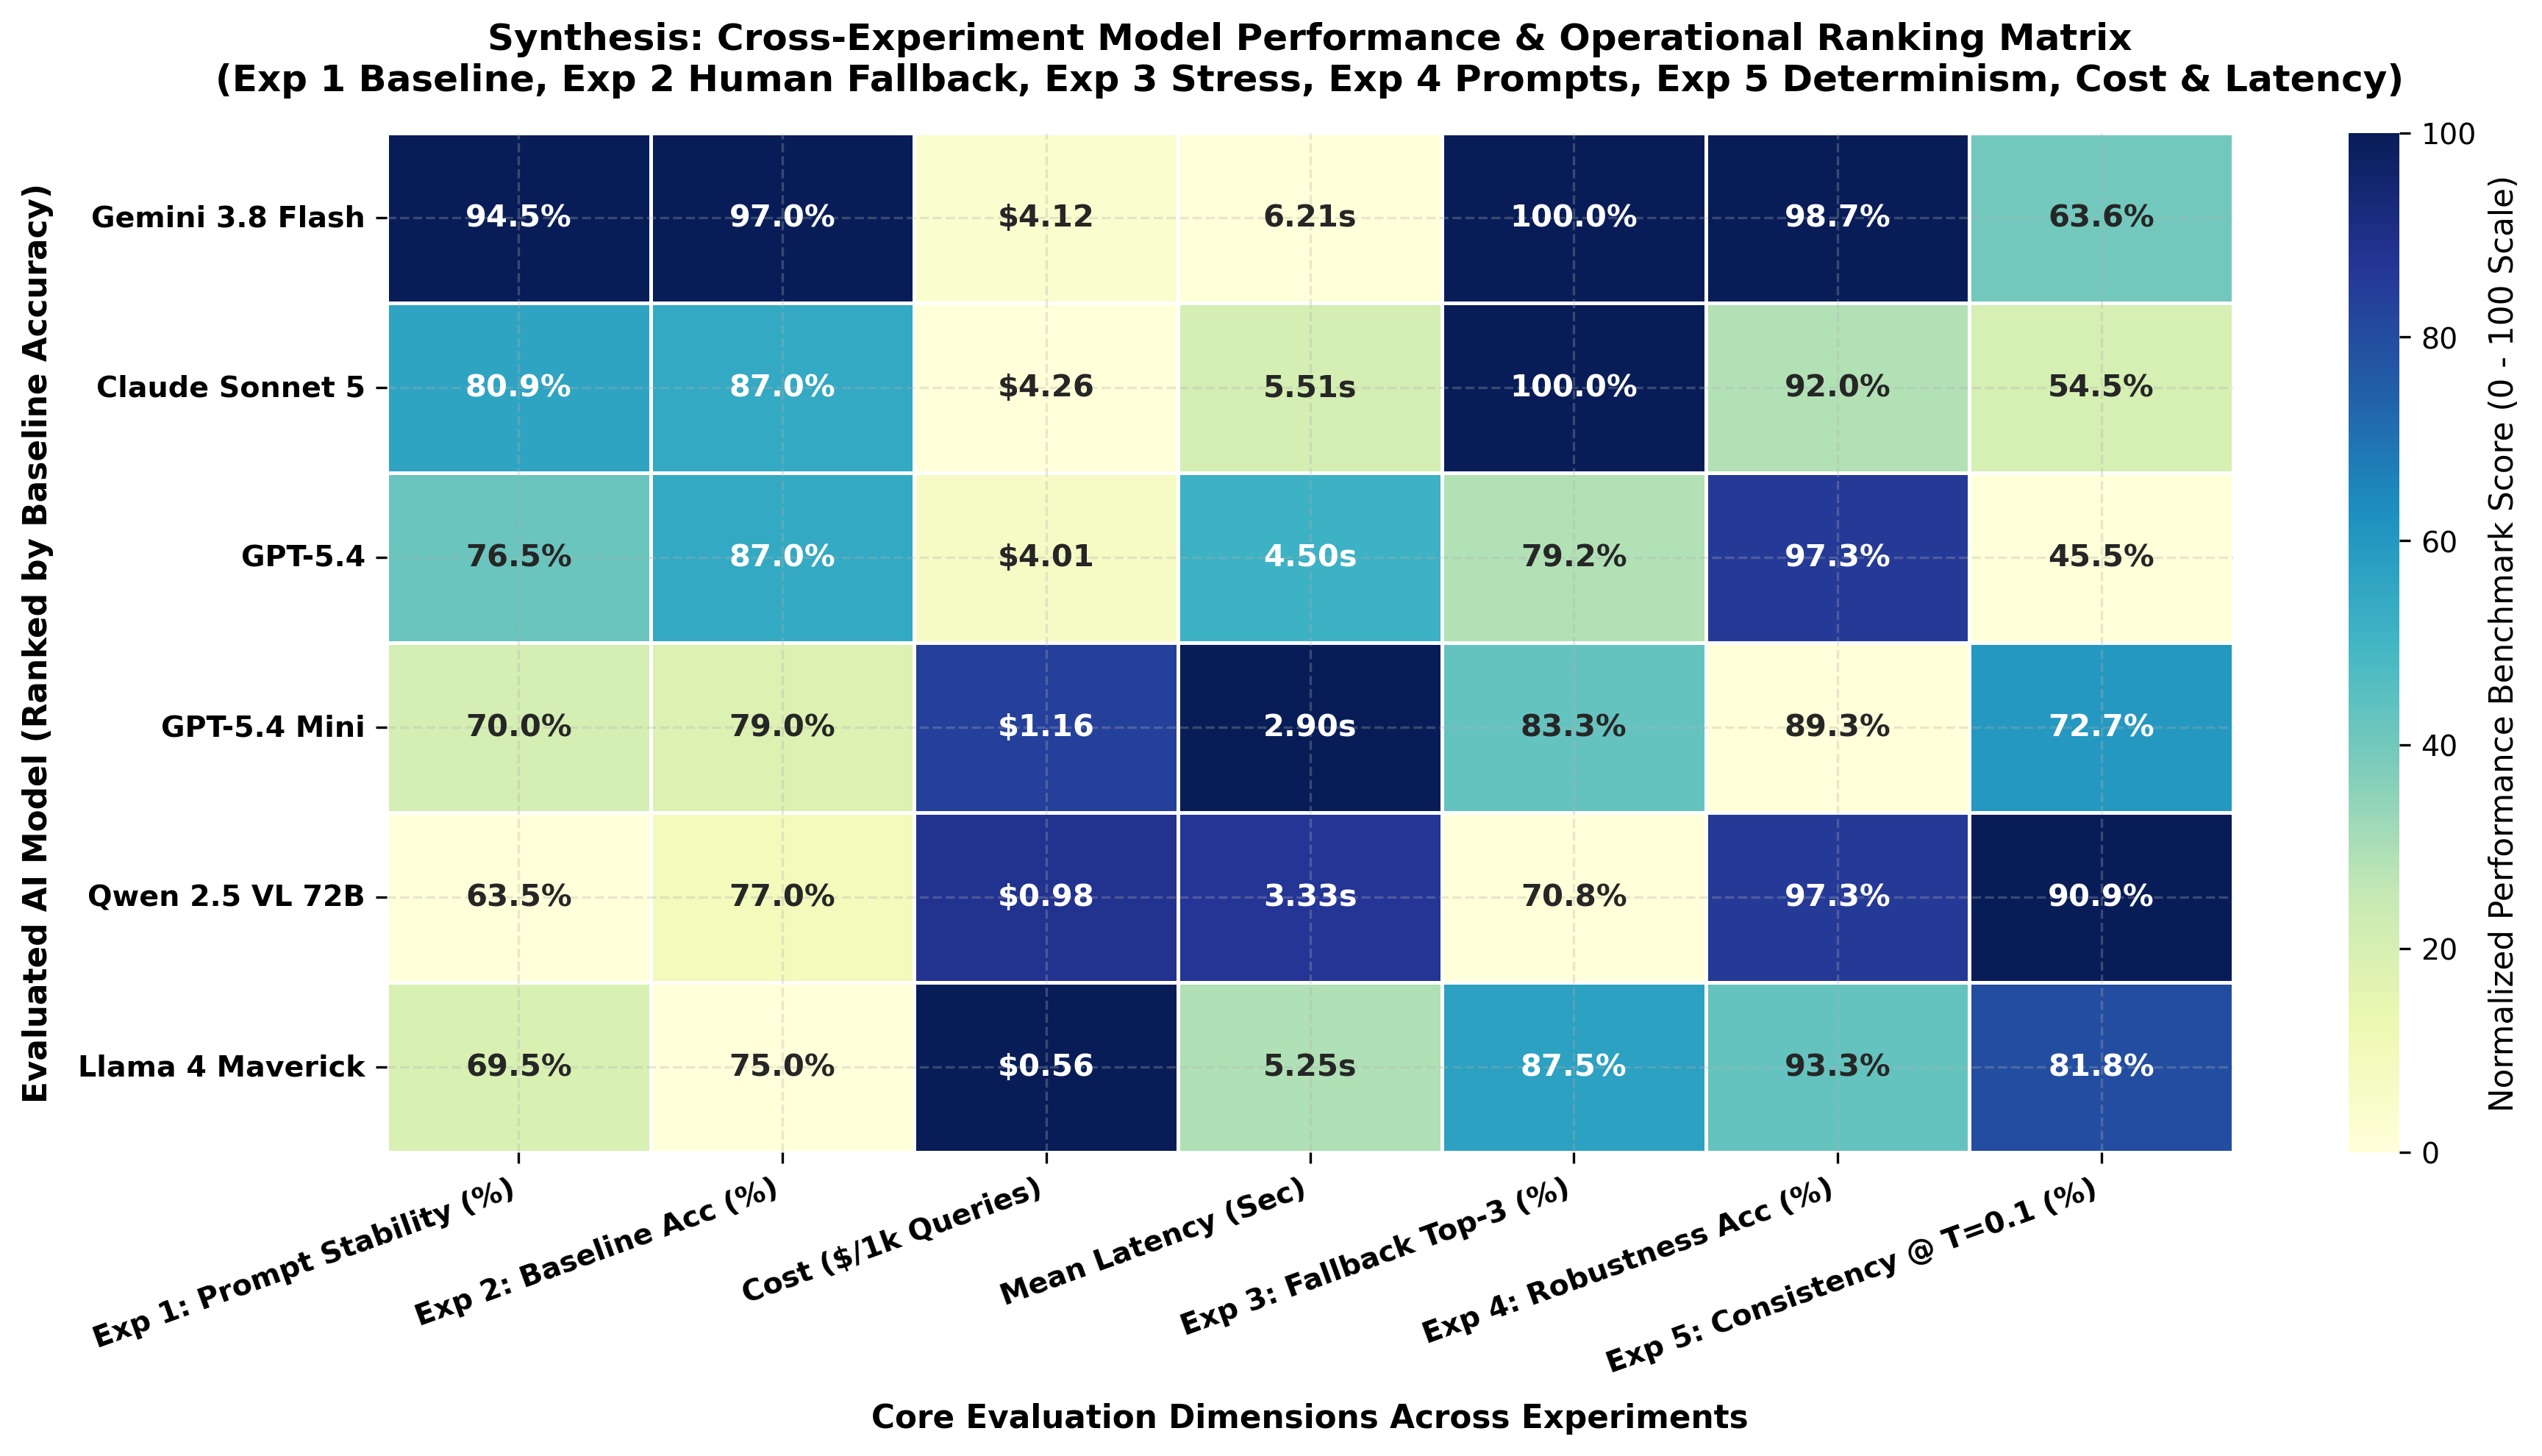 Synthesis: Cross-Experiment Model Performance & Operational Ranking Matrix
(Exp 1 Baseline, Exp 2 Human Fallback, Exp 3 Stress, Exp 4 Prompts, Exp 5 Determinism, Cost & Latency)
Evaluated AI Model (Ranked by Baseline Accuracy)
Gemini 3.8 Flash 94.5% 97.0% $4.12 6.21s 100.0% 98.7% 63.6%
Claude Sonnet 5 80.9% 87.0% $4.26 5.51s 100.0% 92.0% 54.5%
GPT-5.4 76.5% 87.0% $4.01 4.50s 79.2% 97.3% 45.5%
GPT-5.4 Mini 70.0% 79.0% $1.16 2.90s 83.3% 89.3% 72.7%
Qwen 2.5 VL 72B 63.5% 77.0% $0.98 3.33s 70.8% 97.3% 90.9%
Llama 4 Maverick 69.5% 75.0% $0.56 5.25s 87.5% 93.3% 81.8%
Exp 1: Prompt Stability (%)
Exp 2: Baseline Acc (%)
Cost ($/1k Queries)
Mean Latency (Sec)
Exp 3: Fallback Top-3 (%)
Exp 4: Robustness Acc (%)
Exp 5: Consistency @ T=0.1 (%)
Core Evaluation Dimensions Across Experiments
100
80
60
40
20
0
Normalized Performance Benchmark Score (0 - 100 Scale)